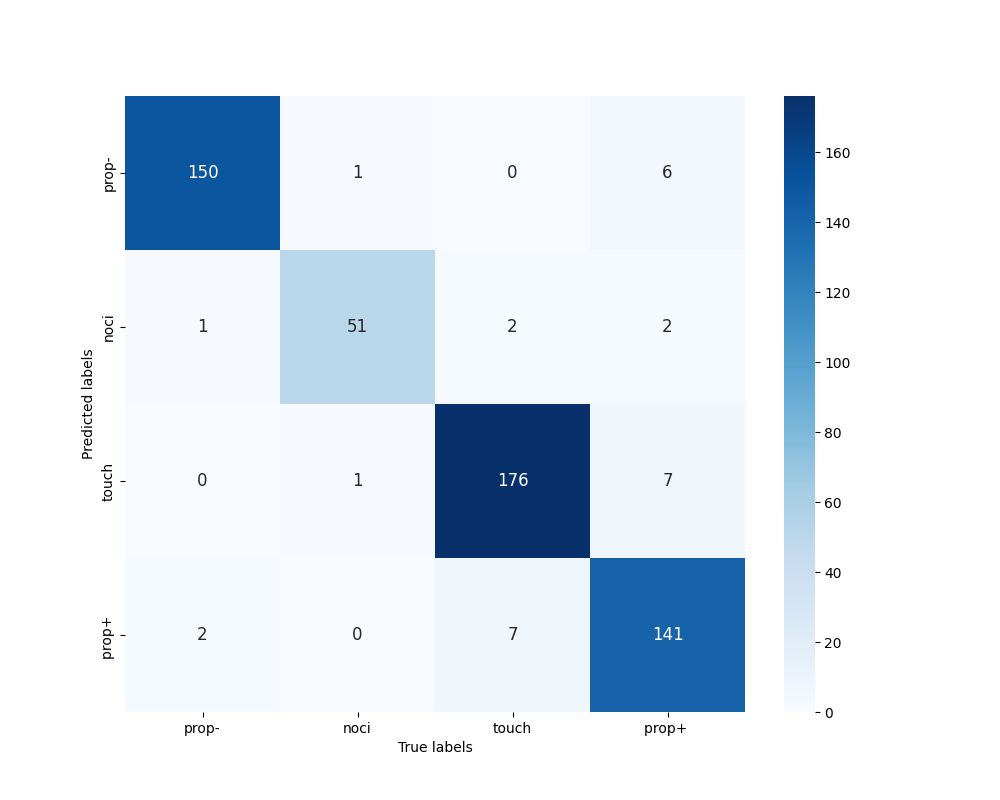 prop- 150 1 0 6
noci 1 51 2 2
touch 0 1 176 7
prop+ 2 0 7 141
Predicted labels
prop- noci touch prop+
True labels
160
140
120
100
80
60
40
20
0